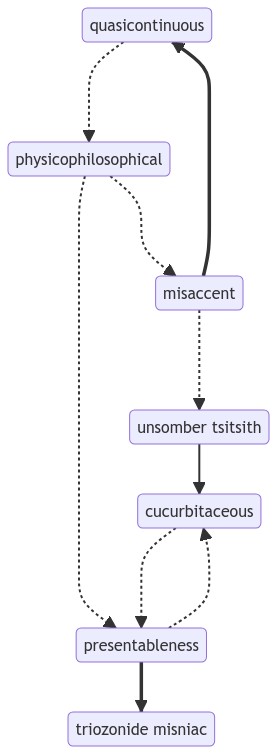 quasicontinuous
physicophilosophical
misaccent
unsomber tsitsith
cucurbitaceous
presentableness
triozonide misniac